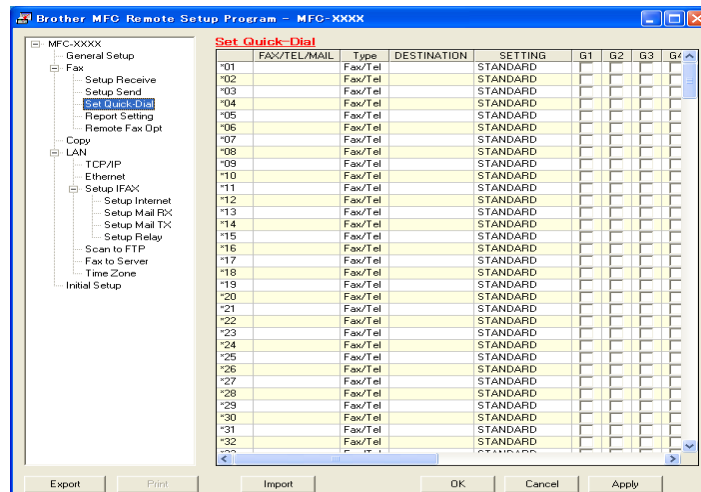 Brother MFC Remote Setup Program - MFC-XXXX
MFC-XXXX
General Setup
Fax
Setup Receive
Setup Send
Set Quick-Dial
Report Setting
Remote Fax Opt
Copy
LAN
TCP/IP
Ethernet
Setup IFAX
Setup Internet
Setup Mail RX
Setup Mail TX
Setup Relay
Scan to FTP
Fax to Server
Time Zone
Initial Setup
Set Quick-Dial
FAX/TEL/MAIL Type DESTINATION SETTING G1 G2 G3 G4
*01 Fax/Tel STANDARD
*02 Fax/Tel STANDARD
*03 Fax/Tel STANDARD
*04 Fax/Tel STANDARD
*05 Fax/Tel STANDARD
*06 Fax/Tel STANDARD
*07 Fax/Tel STANDARD
*08 Fax/Tel STANDARD
*09 Fax/Tel STANDARD
*10 Fax/Tel STANDARD
*11 Fax/Tel STANDARD
*12 Fax/Tel STANDARD
*13 Fax/Tel STANDARD
*14 Fax/Tel STANDARD
*15 Fax/Tel STANDARD
*16 Fax/Tel STANDARD
*17 Fax/Tel STANDARD
*18 Fax/Tel STANDARD
*19 Fax/Tel STANDARD
*20 Fax/Tel STANDARD
*21 Fax/Tel STANDARD
*22 Fax/Tel STANDARD
*23 Fax/Tel STANDARD
*24 Fax/Tel STANDARD
*25 Fax/Tel STANDARD
*26 Fax/Tel STANDARD
*27 Fax/Tel STANDARD
*28 Fax/Tel STANDARD
*29 Fax/Tel STANDARD
*30 Fax/Tel STANDARD
*31 Fax/Tel STANDARD
*32 Fax/Tel STANDARD
Export Print Import OK Cancel Apply